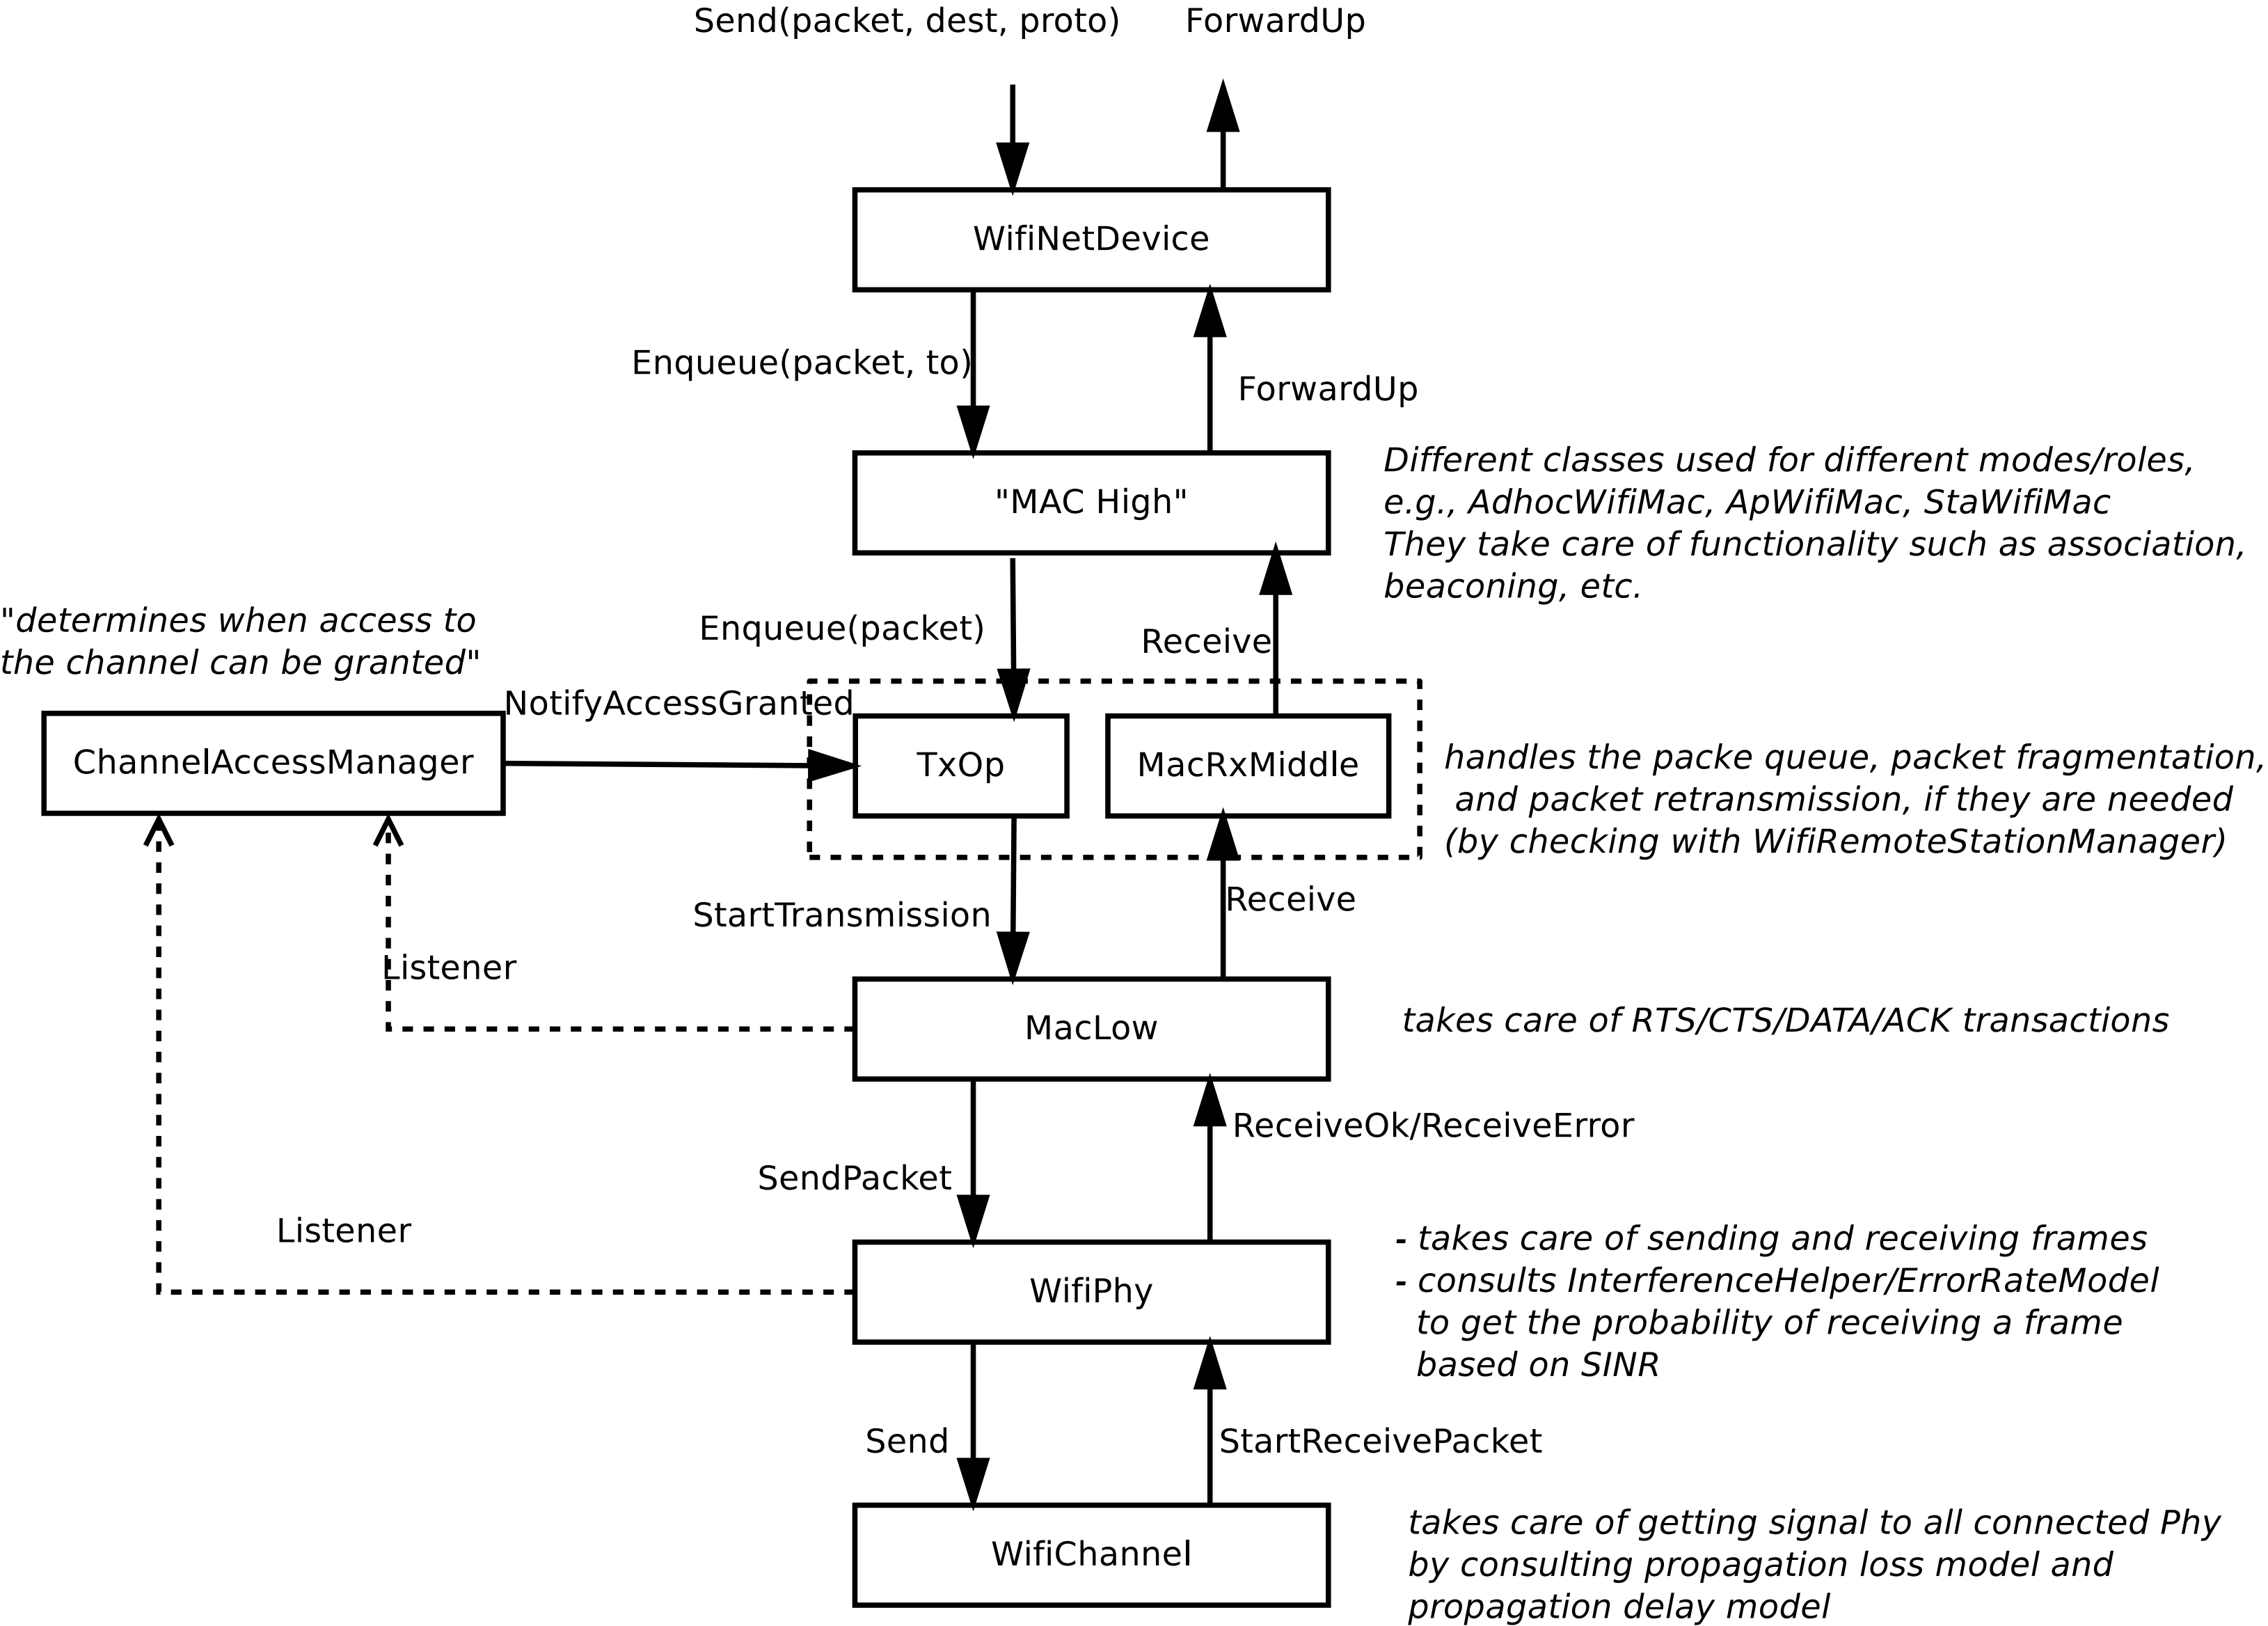 Send(packet, dest, proto)
ForwardUp
WifiNetDevice
Enqueue(packet, to)
ForwardUp
"MAC High"
Different classes used for different modes/roles,
e.g., AdhocWifiMac, ApWifiMac, StaWifiMac
They take care of functionality such as association,
beaconing, etc.
"determines when access to
the channel can be granted"
Enqueue(packet)
Receive
NotifyAccessGranted
ChannelAccessManager
TxOp
MacRxMiddle
handles the packe queue, packet fragmentation,
and packet retransmission, if they are needed
(by checking with WifiRemoteStationManager)
StartTransmission
Receive
Listener
MacLow
takes care of RTS/CTS/DATA/ACK transactions
ReceiveOk/ReceiveError
SendPacket
Listener
WifiPhy
- takes care of sending and receiving frames
- consults InterferenceHelper/ErrorRateModel
to get the probability of receiving a frame
based on SINR
Send
StartReceivePacket
WifiChannel
takes care of getting signal to all connected Phy
by consulting propagation loss model and
propagation delay model